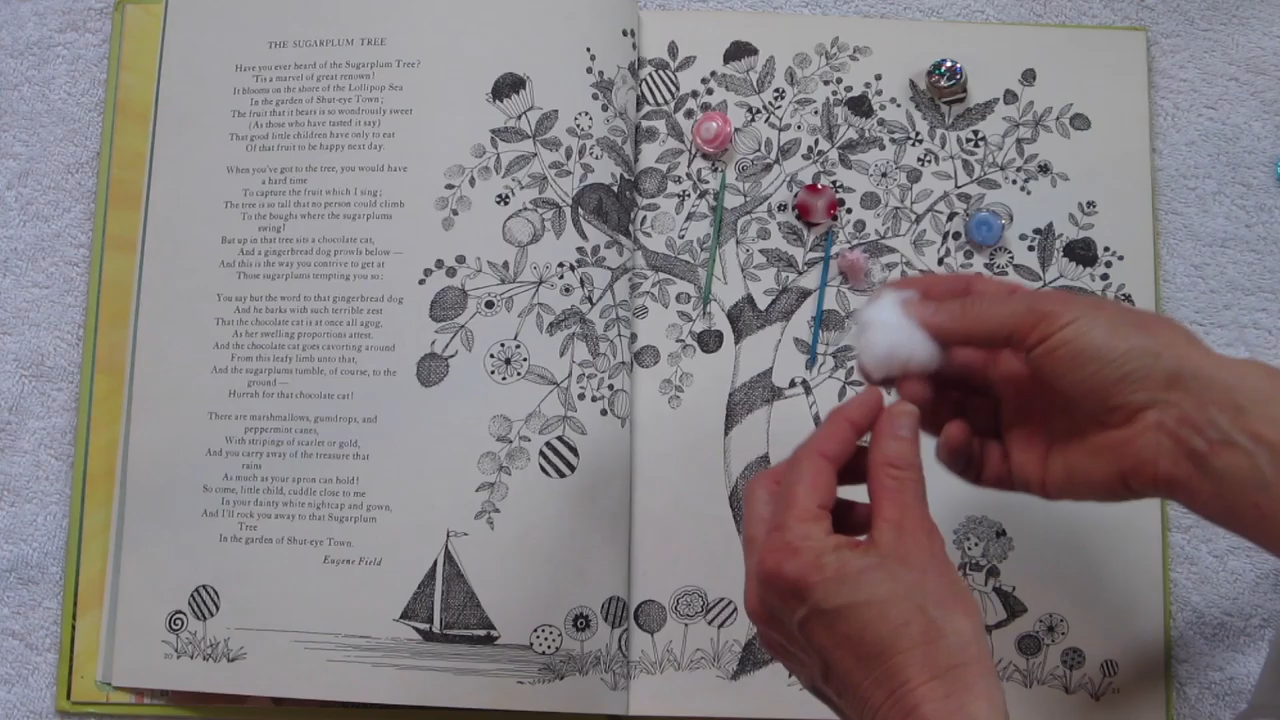 THE SUGARPLUM TREE
Have you ever heard of the Sugarplum Tree?
'Tis a marvel of great renown!
It blooms on the shore of the Lollipop Sea
In the garden of Shut-eye Town;
The fruit that it bears is so wondrously sweet
(As those who have tasted it say)
That good little children have only to eat
Of that fruit to be happy next day.
When you've got to the tree, you would have
a hard time
To capture the fruit which I sing;
The tree is so tall that no person could climb
To the boughs where the sugarplums
swing!
But up in that tree sits a chocolate cat,
And a gingerbread dog prowls below—
And this is the way you contrive to get at
Those sugarplums tempting you so:
You say but the word to that gingerbread dog
And he barks with such terrible zest
That the chocolate cat is at once all agog,
As her swelling proportions attest.
And the chocolate cat goes cavorting around
From this leafy limb unto that,
And the sugarplums tumble, of course, to the
ground—
Hurrah for that chocolate cat!
There are marshmallows, gumdrops, and
peppermint canes,
With stripings of scarlet or gold,
And you carry away of the treasure that
rains
As much as your apron can hold!
So come, little child, cuddle close to me
In your dainty white nightcap and gown,
And I'll rock you away to that Sugarplum
Tree
In the garden of Shut-eye Town.
Eugene Field
20
21